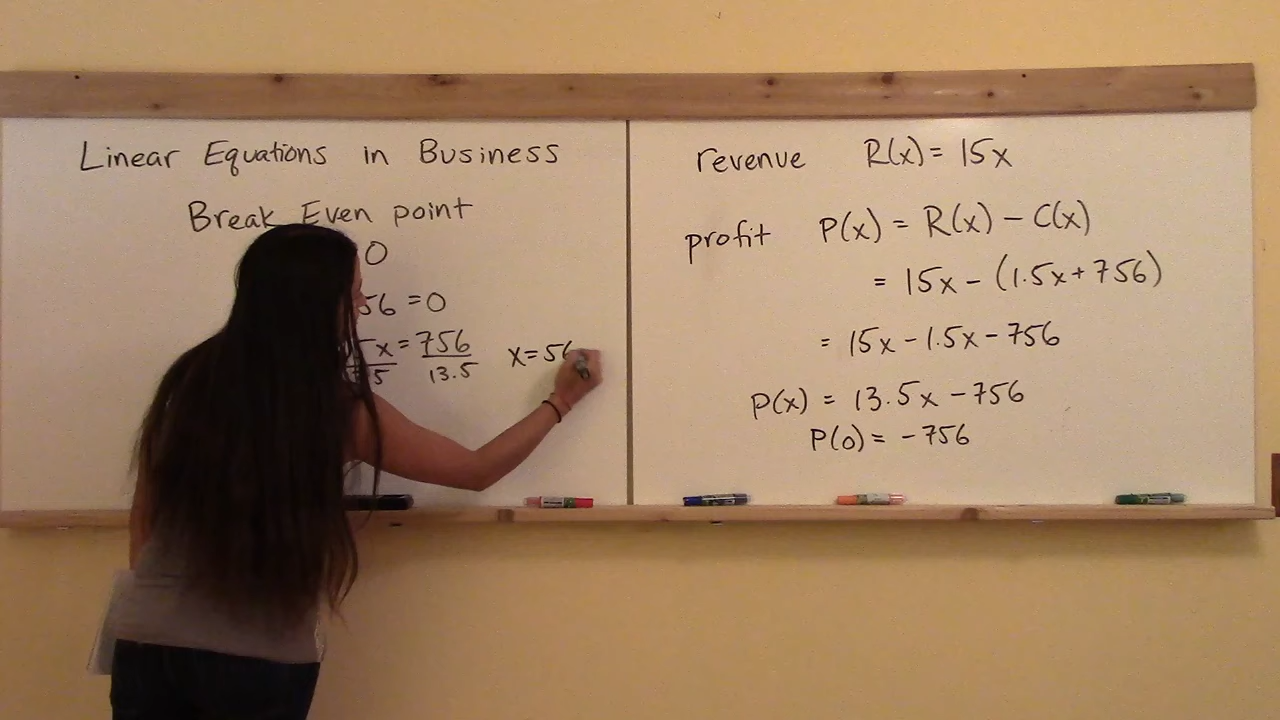 Linear Equations in Business
Break Even point
0
56 = 0
5x = 756
5 13.5
x = 56
revenue R(x) = 15x
profit P(x) = R(x) - C(x)
= 15x - (1.5x + 756)
= 15x - 1.5x - 756
P(x) = 13.5x - 756
P(0) = -756